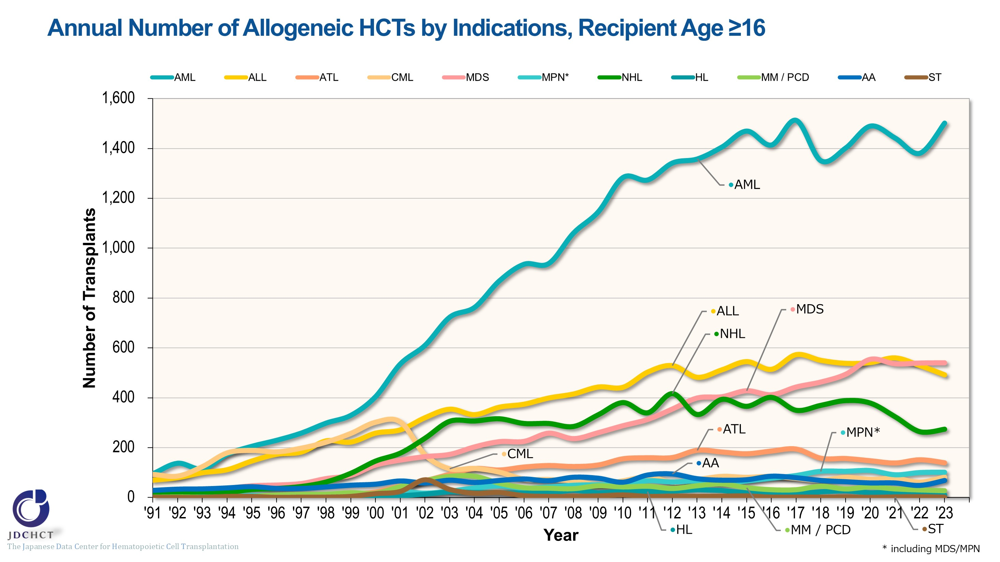 Annual Number of Allogeneic HCTs by Indications, Recipient Age ≥16
AML ALL ATL CML MDS MPN* NHL HL MM / PCD AA ST
1,600
1,400
1,200
1,000
800
600
400
200
0
Number of Transplants
AML
ALL
MDS
NHL
ATL
MPN*
CML
AA
'91 '92 '93 '94 '95 '96 '97 '98 '99 '00 '01 '02 '03 '04 '05 '06 '07 '08 '09 '10 '11 '12 '13 '14 '15 '16 '17 '18 '19 '20 '21 '22 '23
HL
MM / PCD
ST
Year
JDCHCT
The Japanese Data Center for Hematopoietic Cell Transplantation
* including MDS/MPN